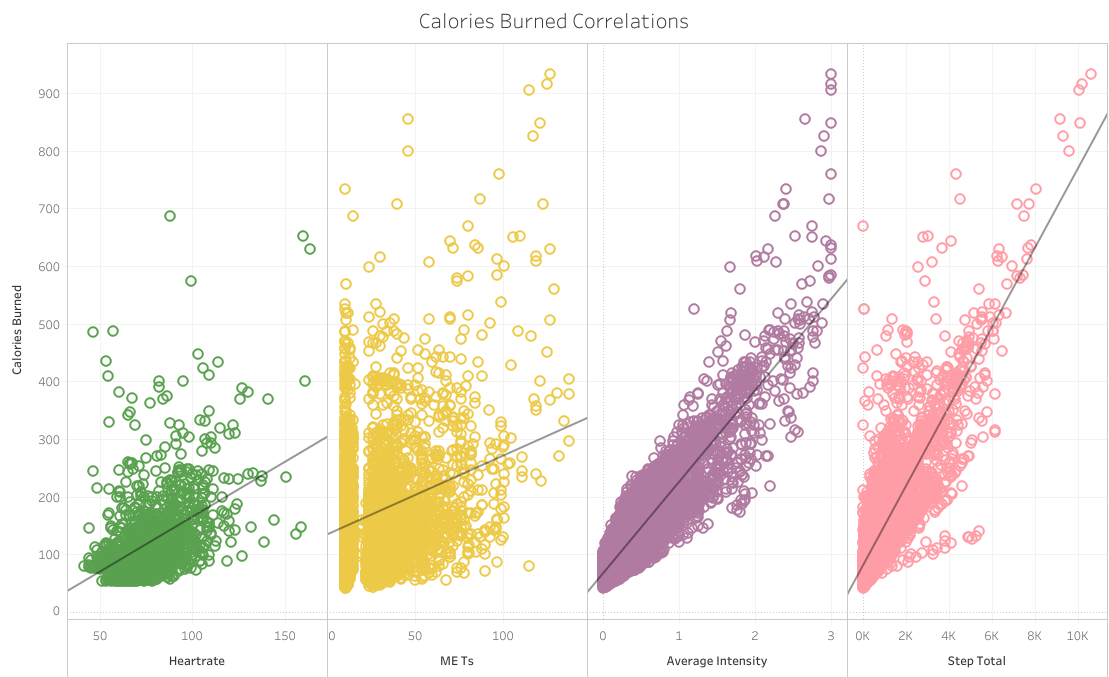 Calories Burned Correlations
Calories Burned
900
800
700
600
500
400
300
200
100
0
50 100 150
0 50 100
0 1 2 3
0K 2K 4K 6K 8K 10K
Heartrate
ME Ts
Average Intensity
Step Total